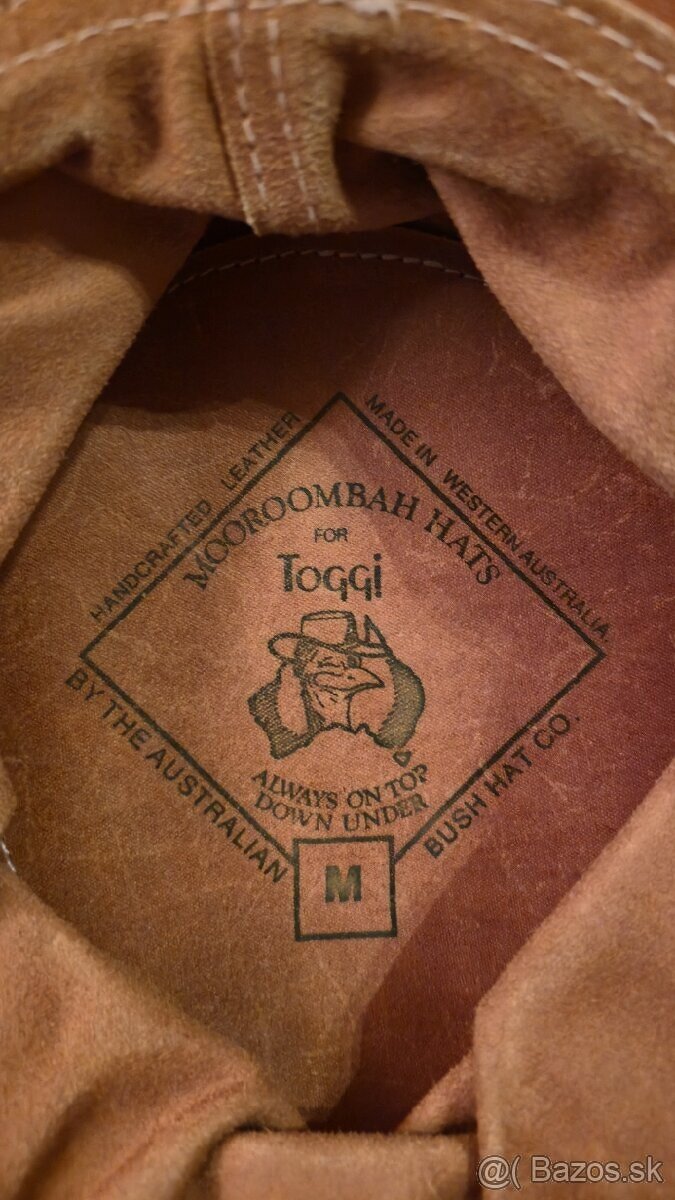 HANDCRAFTED LEATHER
MADE IN WESTERN AUSTRALIA.
MOOROOMBAH HATS
FOR
Toggi
ALWAYS ON TOP
DOWN UNDER
BY THE AUSTRALIAN
BUSH HAT CO.
M
@( Bazos.sk